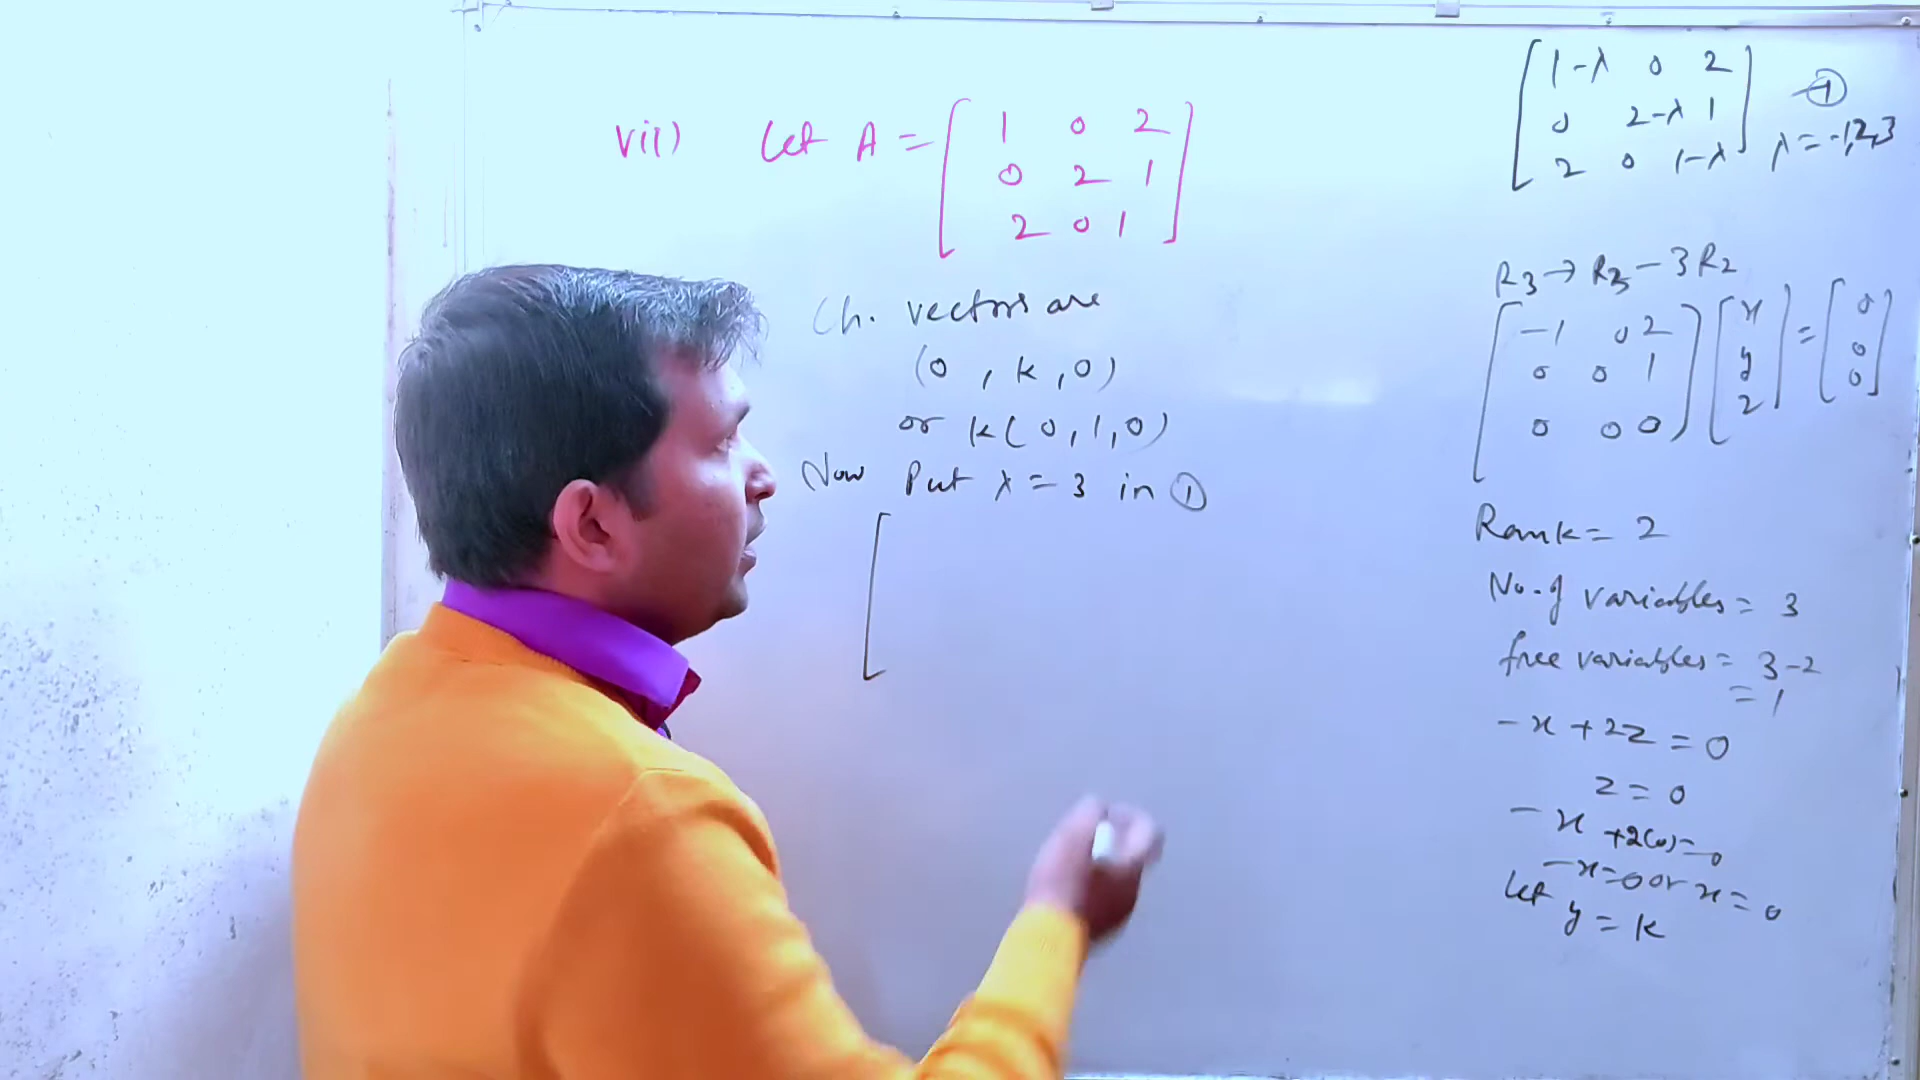 vii) Let A = [ 1 0 2
0 2 1
2 0 1 ]
Ch. vectors are
(0 , k , 0)
or k ( 0, 1, 0)
Now Put λ = 3 in ①
[
[ 1-λ 0 2
0 2-λ 1
2 0 1-λ ] — ①
λ = -1, 2, 3
R3 → R3 - 3R2
[ -1 0 2
0 0 1
0 0 0 ] [ x
y
z ] = [ 0
0
0 ]
Rank = 2
No. of variables = 3
free variables = 3-2
= 1
-x + 2z = 0
z = 0
-x +2(0)=0
-x=0 or x = 0
Let y = k